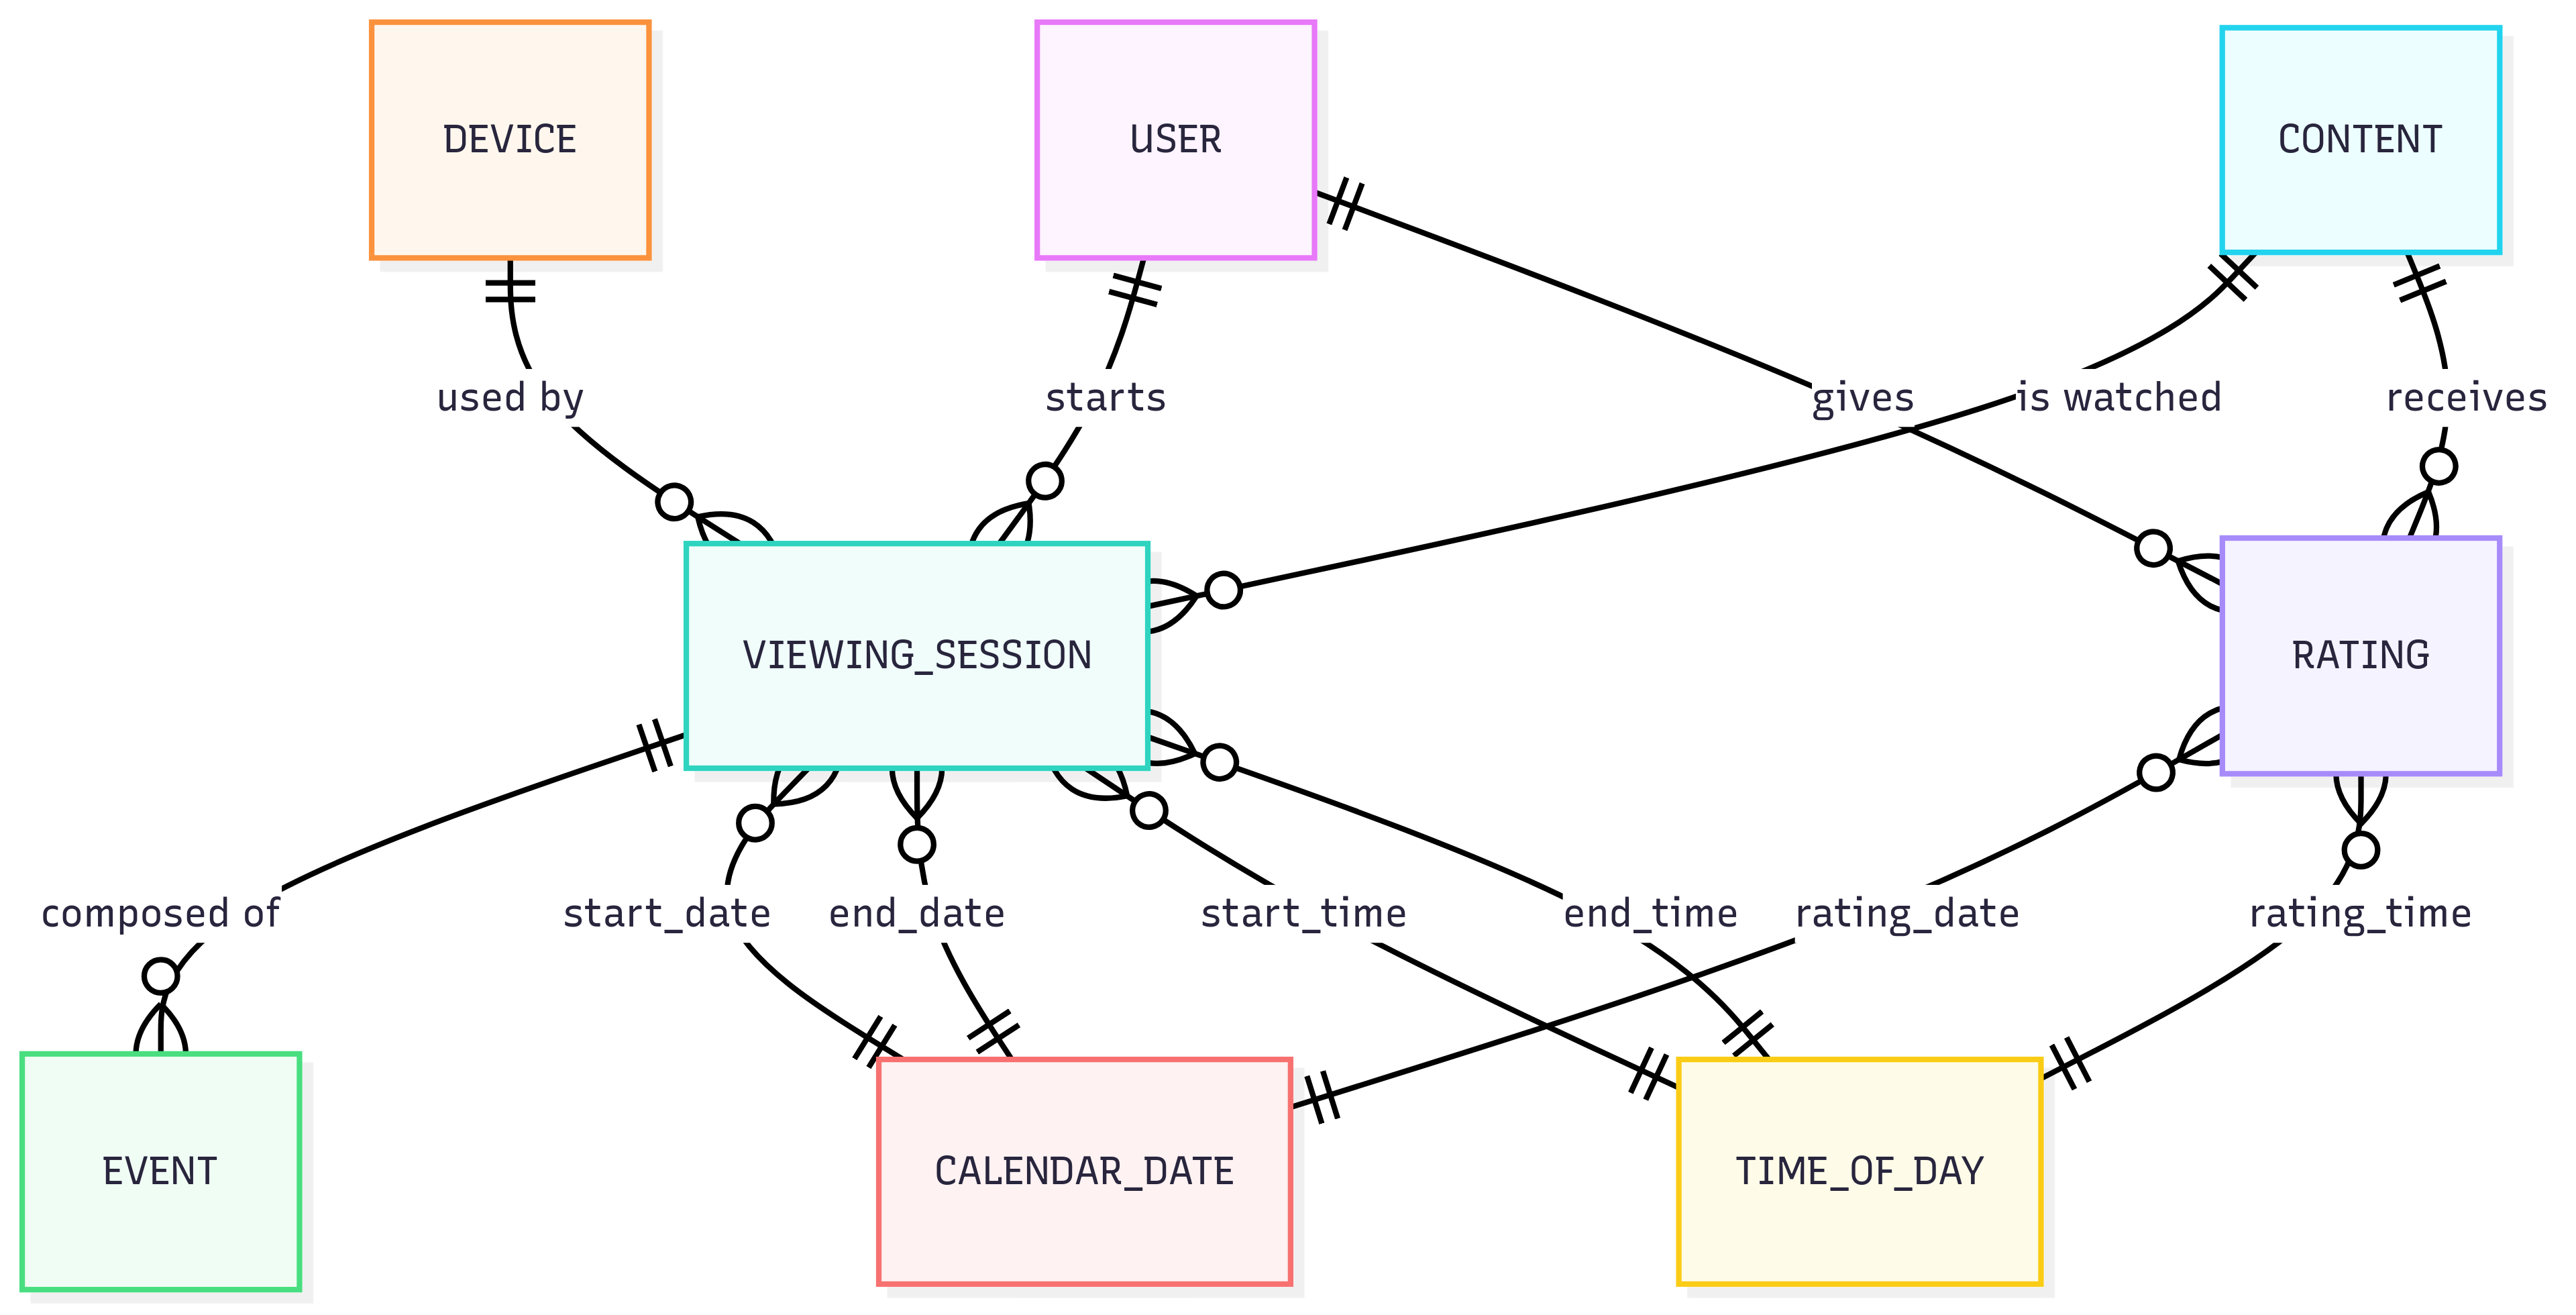 DEVICE
USER
CONTENT
used by
starts
gives
is watched
receives
VIEWING_SESSION
RATING
composed of
start_date
end_date
start_time
end_time
rating_date
rating_time
EVENT
CALENDAR_DATE
TIME_OF_DAY